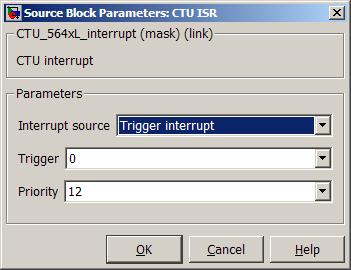 Source Block Parameters: CTU ISR
CTU_564xL_interrupt (mask) (link)
CTU interrupt
Parameters
Interrupt source Trigger interrupt
Trigger 0
Priority 12
OK Cancel Help